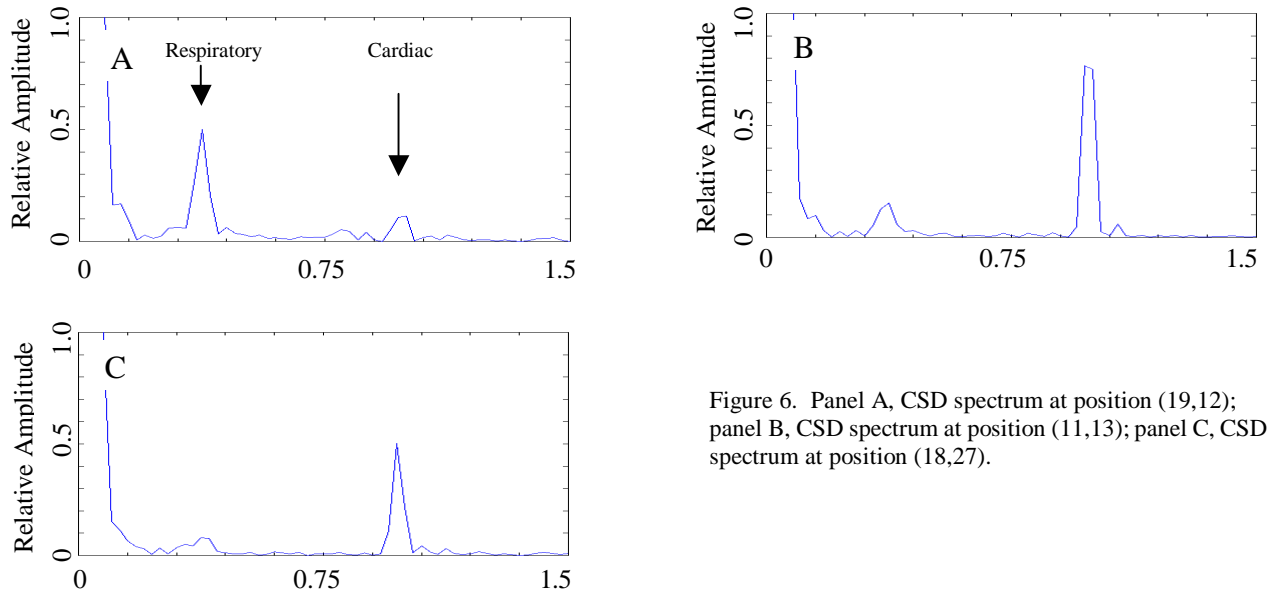 Relative Amplitude
1.0
0.5
0
A
Respiratory
Cardiac
0
0.75
1.5
Relative Amplitude
1.0
0.5
0
B
0
0.75
1.5
Relative Amplitude
1.0
0.5
0
C
0
0.75
1.5
Figure 6.  Panel A, CSD spectrum at position (19,12);
panel B, CSD spectrum at position (11,13); panel C, CSD
spectrum at position (18,27).